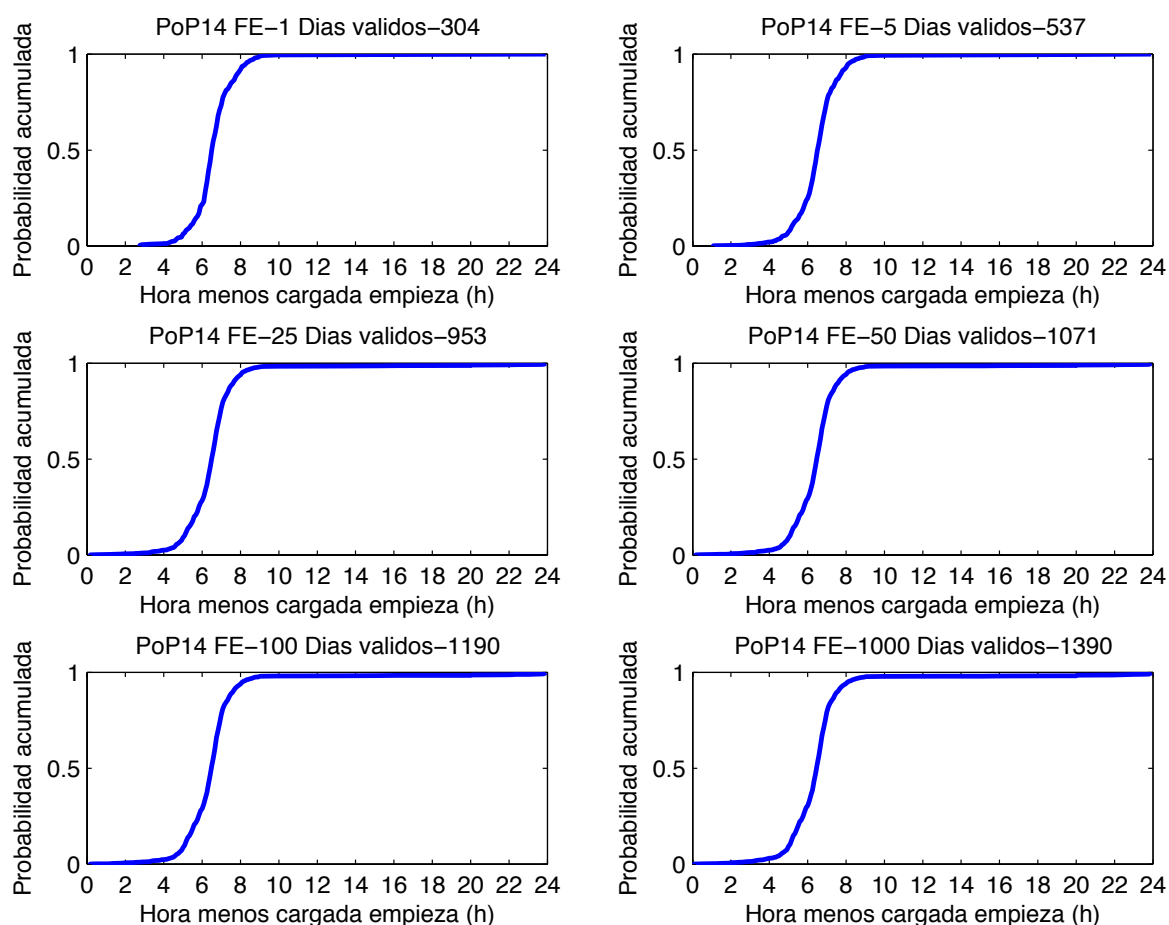 PoP14 FE−1 Dias validos−304
Probabilidad acumulada
1
0.5
0
0 2 4 6 8 10 12 14 16 18 20 22 24
Hora menos cargada empieza (h)
PoP14 FE−5 Dias validos−537
Probabilidad acumulada
1
0.5
0
0 2 4 6 8 10 12 14 16 18 20 22 24
Hora menos cargada empieza (h)
PoP14 FE−25 Dias validos−953
Probabilidad acumulada
1
0.5
0
0 2 4 6 8 10 12 14 16 18 20 22 24
Hora menos cargada empieza (h)
PoP14 FE−50 Dias validos−1071
Probabilidad acumulada
1
0.5
0
0 2 4 6 8 10 12 14 16 18 20 22 24
Hora menos cargada empieza (h)
PoP14 FE−100 Dias validos−1190
Probabilidad acumulada
1
0.5
0
0 2 4 6 8 10 12 14 16 18 20 22 24
Hora menos cargada empieza (h)
PoP14 FE−1000 Dias validos−1390
Probabilidad acumulada
1
0.5
0
0 2 4 6 8 10 12 14 16 18 20 22 24
Hora menos cargada empieza (h)